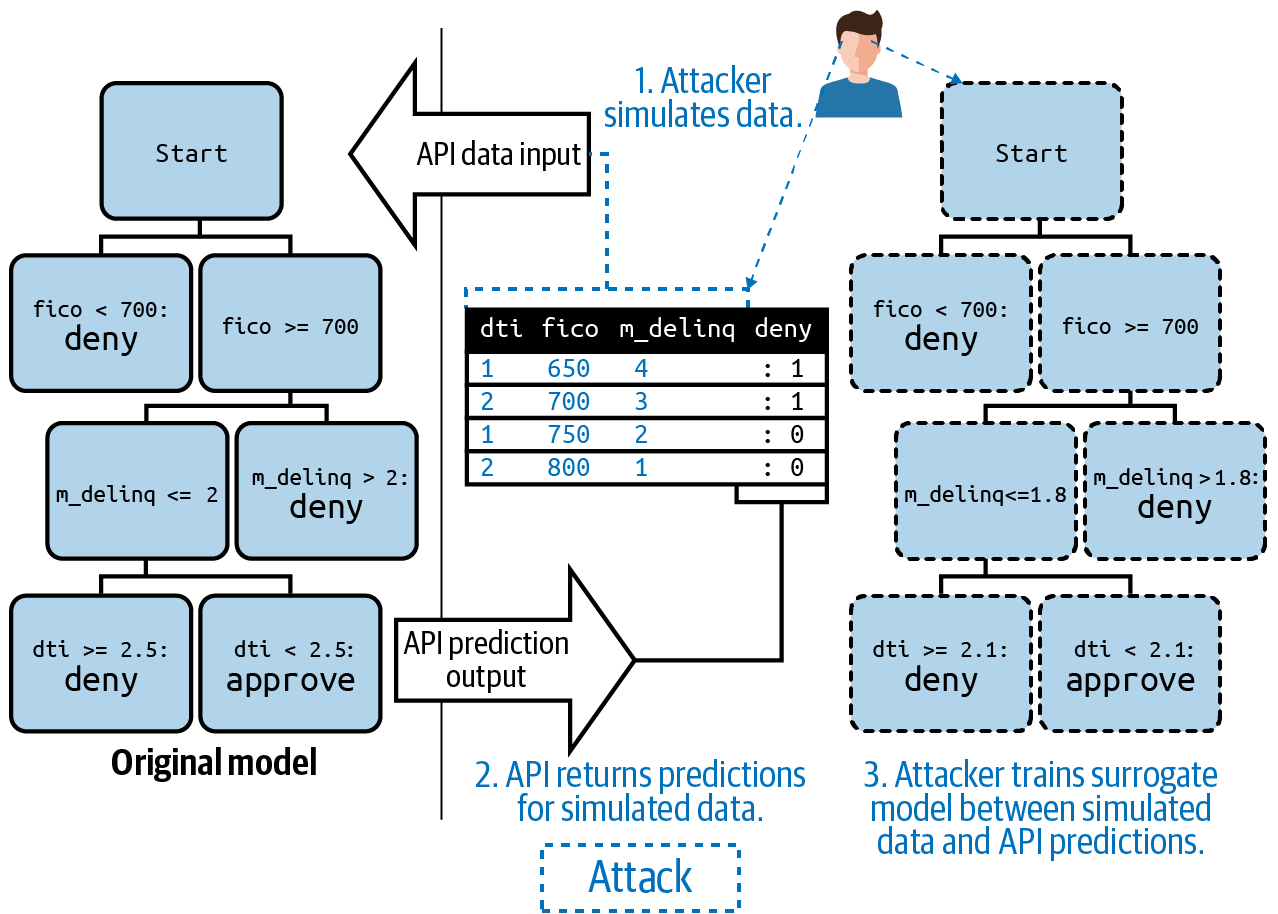 Start
fico < 700:
deny
fico >= 700
m_delinq <= 2
m_delinq > 2:
deny
dti >= 2.5:
deny
dti < 2.5:
approve
Original model
API data input
1. Attacker
simulates data.
dti fico m_delinq deny
1 650 4 : 1
2 700 3 : 1
1 750 2 : 0
2 800 1 : 0
API prediction
output
2. API returns predictions
for simulated data.
Attack
Start
fico < 700:
deny
fico >= 700
m_delinq<=1.8
m_delinq >1.8:
deny
dti >= 2.1:
deny
dti < 2.1:
approve
3. Attacker trains surrogate
model between simulated
data and API predictions.